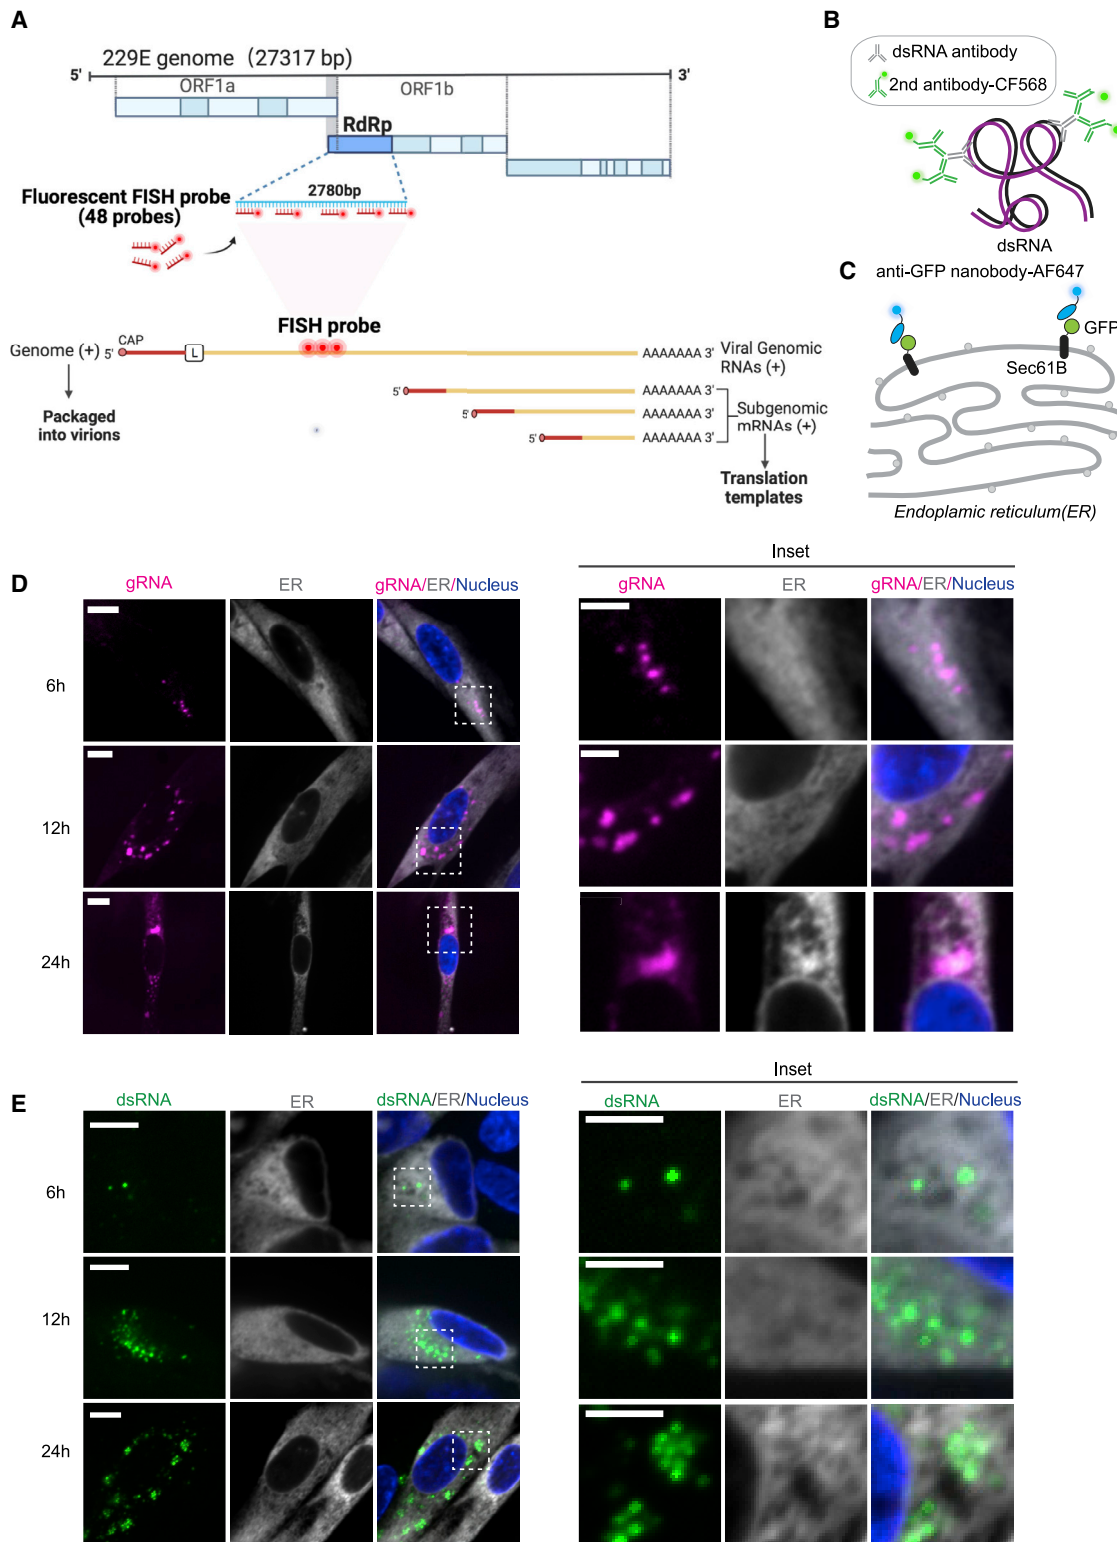 A
229E genome (27317 bp)
5'
3'
ORF1a
ORF1b
RdRp
2780bp
Fluorescent FISH probe
(48 probes)
FISH probe
Genome (+)
5'
CAP
L
AAAAAAA 3'
Viral Genomic
RNAs (+)
Packaged
into virions
5'
AAAAAAA 3'
5'
AAAAAAA 3'
5'
AAAAAAA 3'
Subgenomic
mRNAs (+)
Translation
templates
B
dsRNA antibody
2nd antibody-CF568
dsRNA
C
anti-GFP nanobody-AF647
GFP
Sec61B
Endoplamic reticulum(ER)
D
Inset
gRNA
ER
gRNA/ER/Nucleus
gRNA
ER
gRNA/ER/Nucleus
6h
12h
24h
E
Inset
dsRNA
ER
dsRNA/ER/Nucleus
dsRNA
ER
dsRNA/ER/Nucleus
6h
12h
24h